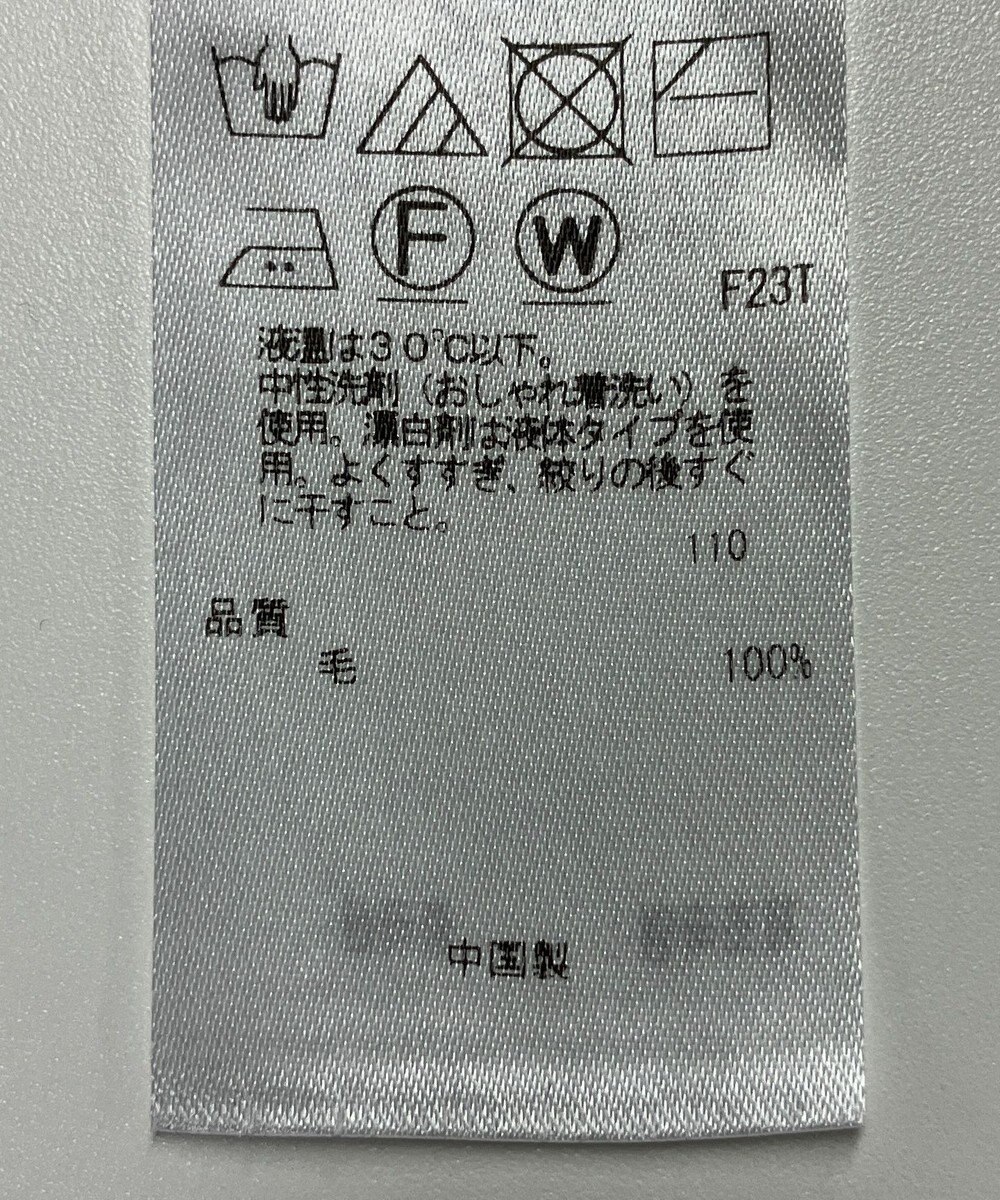 F
W
F23T
液温は30℃以下。
中性洗剤（おしゃれ着洗い）を
使用。漂白剤は液体タイプを使
用。よくすすぎ、絞りの後すぐ
に干すこと。
110
品質
毛 100%
中国製